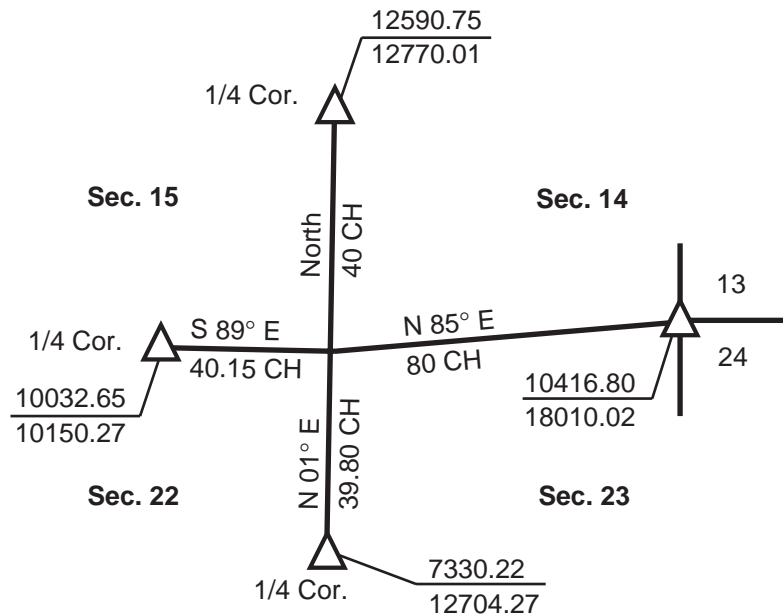 12590.75
12770.01
1/4 Cor.
Sec. 15
Sec. 14
North
40 CH
13
S 89° E
N 85° E
1/4 Cor.
40.15 CH
80 CH
24
10032.65
10150.27
10416.80
18010.02
N 01° E
39.80 CH
Sec. 22
Sec. 23
7330.22
12704.27
1/4 Cor.